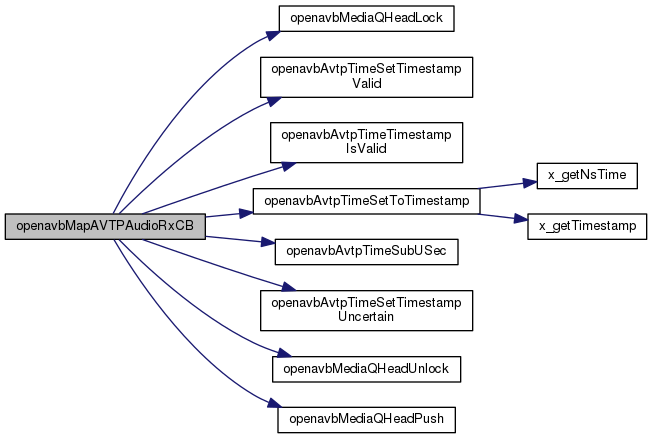 openavbMediaQHeadLock
openavbAvtpTimeSetTimestamp
Valid
openavbAvtpTimeTimestamp
IsValid
x_getNsTime
openavbAvtpTimeSetToTimestamp
openavbMapAVTPAudioRxCB
x_getTimestamp
openavbAvtpTimeSubUSec
openavbAvtpTimeSetTimestamp
Uncertain
openavbMediaQHeadUnlock
openavbMediaQHeadPush